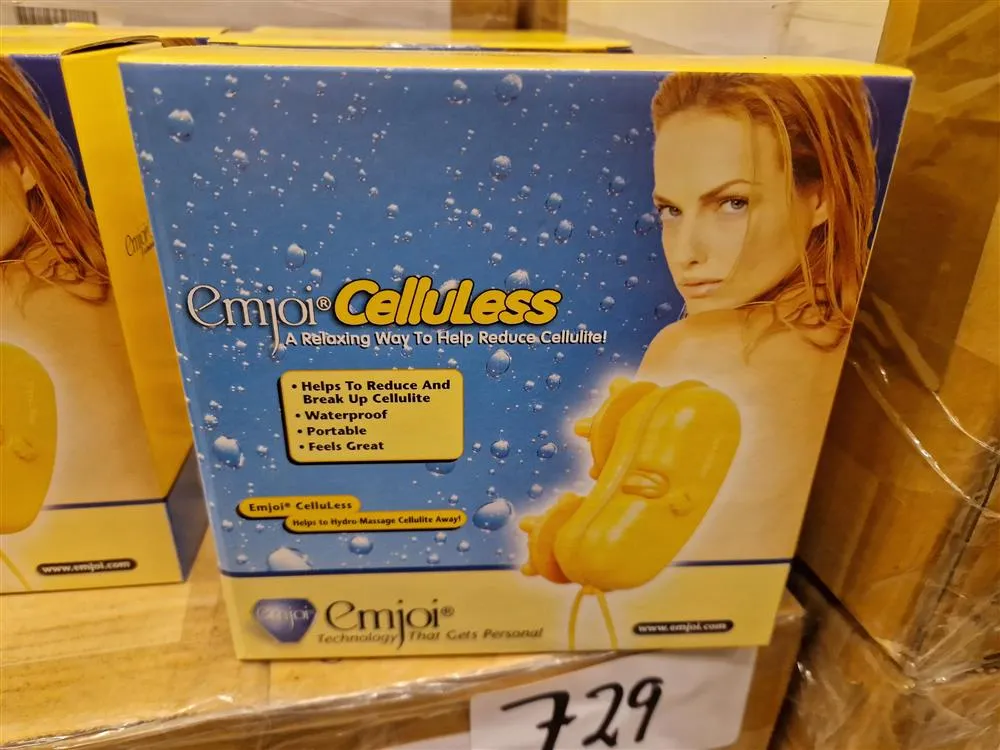 emjoi® CelluLess
A Relaxing Way To Help Reduce Cellulite!
• Helps To Reduce And
Break Up Cellulite
• Waterproof
• Portable
• Feels Great
Emjoi® CelluLess
Helps to Hydro-Massage Cellulite Away!
emjoi
emjoi®
Technology That Gets Personal
www.emjoi.com
www.emjoi.com
729